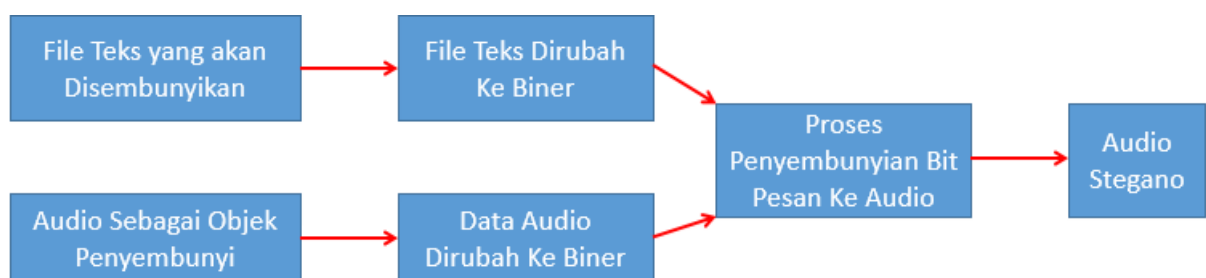 File Teks yang akan
Disembunyikan
File Teks Dirubah
Ke Biner
Audio Sebagai Objek
Penyembunyi
Data Audio
Dirubah Ke Biner
Proses
Penyembunyian Bit
Pesan Ke Audio
Audio
Stegano